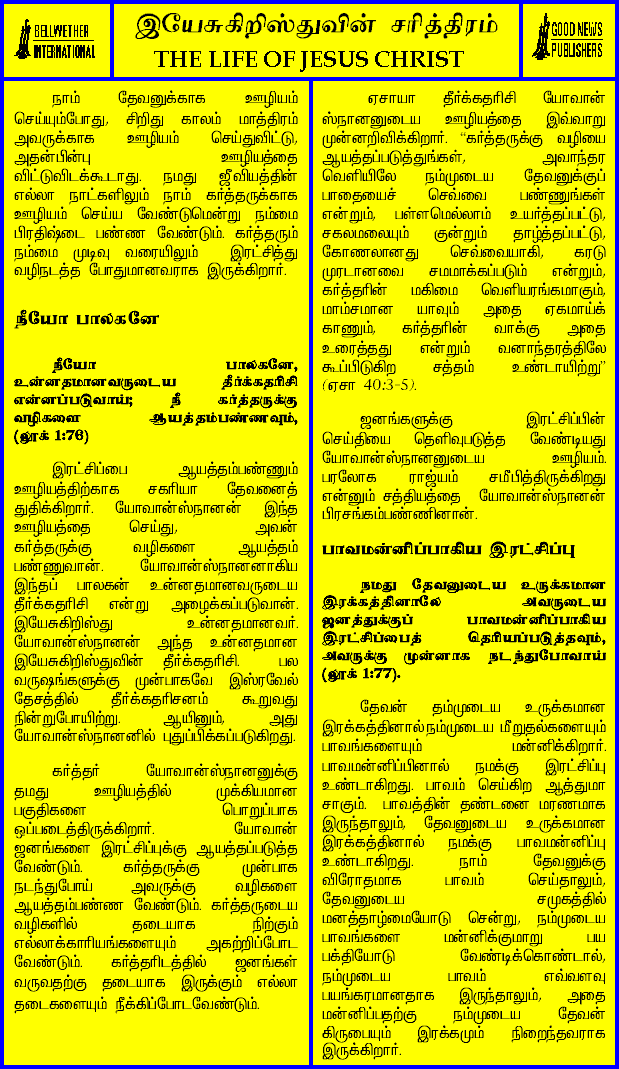 BELLWETHER
INTERNATIONAL
இயேசுகிறிஸ்துவின் சரித்திரம்
THE LIFE OF JESUS CHRIST
GOOD NEWS
PUBLISHERS
நாம் தேவனுக்காக ஊழியம்
செய்யும்போது, சிறிது காலம் மாத்திரம்
அவருக்காக ஊழியம் செய்துவிட்டு,
அதன்பின்பு ஊழியத்தை
விட்டுவிடக்கூடாது. நமது ஜீவியத்தின்
எல்லா நாட்களிலும் நாம் கர்த்தருக்காக
ஊழியம் செய்ய வேண்டுமென்று நம்மை
பிரதிஷ்டை பண்ண வேண்டும். கர்த்தரும்
நம்மை முடிவு வரையிலும் இரட்சித்து
வழிநடத்த போதுமானவராக இருக்கிறார்.
நீயோ பாலகனே
நீயோ பாலகனே,
உன்னதமானவருடைய தீர்க்கதரிசி
என்னப்படுவாய்; நீ கர்த்தருக்கு
வழிகளை ஆயத்தம்பண்ணவும்,
(லூக் 1:76)
இரட்சிப்பை ஆயத்தம்பண்ணும்
ஊழியத்திற்காக சகரியா தேவனைத்
துதிக்கிறார். யோவான்ஸ்நானன் இந்த
ஊழியத்தை செய்து, அவன்
கர்த்தருக்கு வழிகளை ஆயத்தம்
பண்ணுவான். யோவான்ஸ்நானனாகிய
இந்தப் பாலகன் உன்னதமானவருடைய
தீர்க்கதரிசி என்று அழைக்கப்படுவான்.
இயேசுகிறிஸ்து உன்னதமானவர்.
யோவான்ஸ்நானன் அந்த உன்னதமான
இயேசுகிறிஸ்துவின் தீர்க்கதரிசி. பல
வருஷங்களுக்கு முன்பாகவே இஸ்ரவேல்
தேசத்தில் தீர்க்கதரிசனம் கூறுவது
நின்றுபோயிற்று. ஆயினும், அது
யோவான்ஸ்நானனில் புதுப்பிக்கப்படுகிறது.
கர்த்தர் யோவான்ஸ்நானனுக்கு
தமது ஊழியத்தில் முக்கியமான
பகுதிகளை பொறுப்பாக
ஒப்படைத்திருக்கிறார். யோவான்
ஜனங்களை இரட்சிப்புக்கு ஆயத்தப்படுத்த
வேண்டும். கர்த்தருக்கு முன்பாக
நடந்துபோய் அவருக்கு வழிகளை
ஆயத்தம்பண்ண வேண்டும். கர்த்தருடைய
வழிகளில் தடையாக நிற்கும்
எல்லாக்காரியங்களையும் அகற்றிப்போட
வேண்டும். கர்த்தரிடத்தில் ஜனங்கள்
வருவதற்கு தடையாக இருக்கும் எல்லா
தடைகளையும் நீக்கிப்போடவேண்டும்.
ஏசாயா தீர்க்கதரிசி யோவான்
ஸ்நானனுடைய ஊழியத்தை இவ்வாறு
முன்னறிவிக்கிறார். “கர்த்தருக்கு வழியை
ஆயத்தப்படுத்துங்கள், அவாந்தர
வெளியிலே நம்முடைய தேவனுக்குப்
பாதையைச் செவ்வை பண்ணுங்கள்
என்றும், பள்ளமெல்லாம் உயர்த்தப்பட்டு,
சகலமலையும் குன்றும் தாழ்த்தப்பட்டு,
கோணலானது செவ்வையாகி, கரடு
முரடானவை சமமாக்கப்படும் என்றும்,
கர்த்தரின் மகிமை வெளியரங்கமாகும்,
மாம்சமான யாவும் அதை ஏகமாய்க்
காணும், கர்த்தரின் வாக்கு அதை
உரைத்தது என்றும் வனாந்தரத்திலே
கூப்பிடுகிற சத்தம் உண்டாயிற்று”
(ஏசா 40:3-5).
ஜனங்களுக்கு இரட்சிப்பின்
செய்தியை தெளிவுபடுத்த வேண்டியது
யோவான்ஸ்நானனுடைய ஊழியம்.
பரலோக ராஜ்யம் சமீபித்திருக்கிறது
என்னும் சத்தியத்தை யோவான்ஸ்நானன்
பிரசங்கம்பண்ணினான்.
பாவமன்னிப்பாகிய இரட்சிப்பு
நமது தேவனுடைய உருக்கமான
இரக்கத்தினாலே அவருடைய
ஜனத்துக்குப் பாவமன்னிப்பாகிய
இரட்சிப்பைத் தெரியப்படுத்தவும்,
அவருக்கு முன்னாக நடந்துபோவாய்
(லூக் 1:77).
தேவன் தம்முடைய உருக்கமான
இரக்கத்தினால் நம்முடைய மீறுதல்களையும்
பாவங்களையும் மன்னிக்கிறார்.
பாவமன்னிப்பினால் நமக்கு இரட்சிப்பு
உண்டாகிறது. பாவம் செய்கிற ஆத்துமா
சாகும். பாவத்தின் தண்டனை மரணமாக
இருந்தாலும், தேவனுடைய உருக்கமான
இரக்கத்தினால் நமக்கு பாவமன்னிப்பு
உண்டாகிறது. நாம் தேவனுக்கு
விரோதமாக பாவம் செய்தாலும்,
தேவனுடைய சமுகத்தில்
மனத்தாழ்மையோடு சென்று, நம்முடைய
பாவங்களை மன்னிக்குமாறு பய
பக்தியோடு வேண்டிக்கொண்டால்,
நம்முடைய பாவம் எவ்வளவு
பயங்கரமானதாக இருந்தாலும், அதை
மன்னிப்பதற்கு நம்முடைய தேவன்
கிருபையும் இரக்கமும் நிறைந்தவராக
இருக்கிறார்.